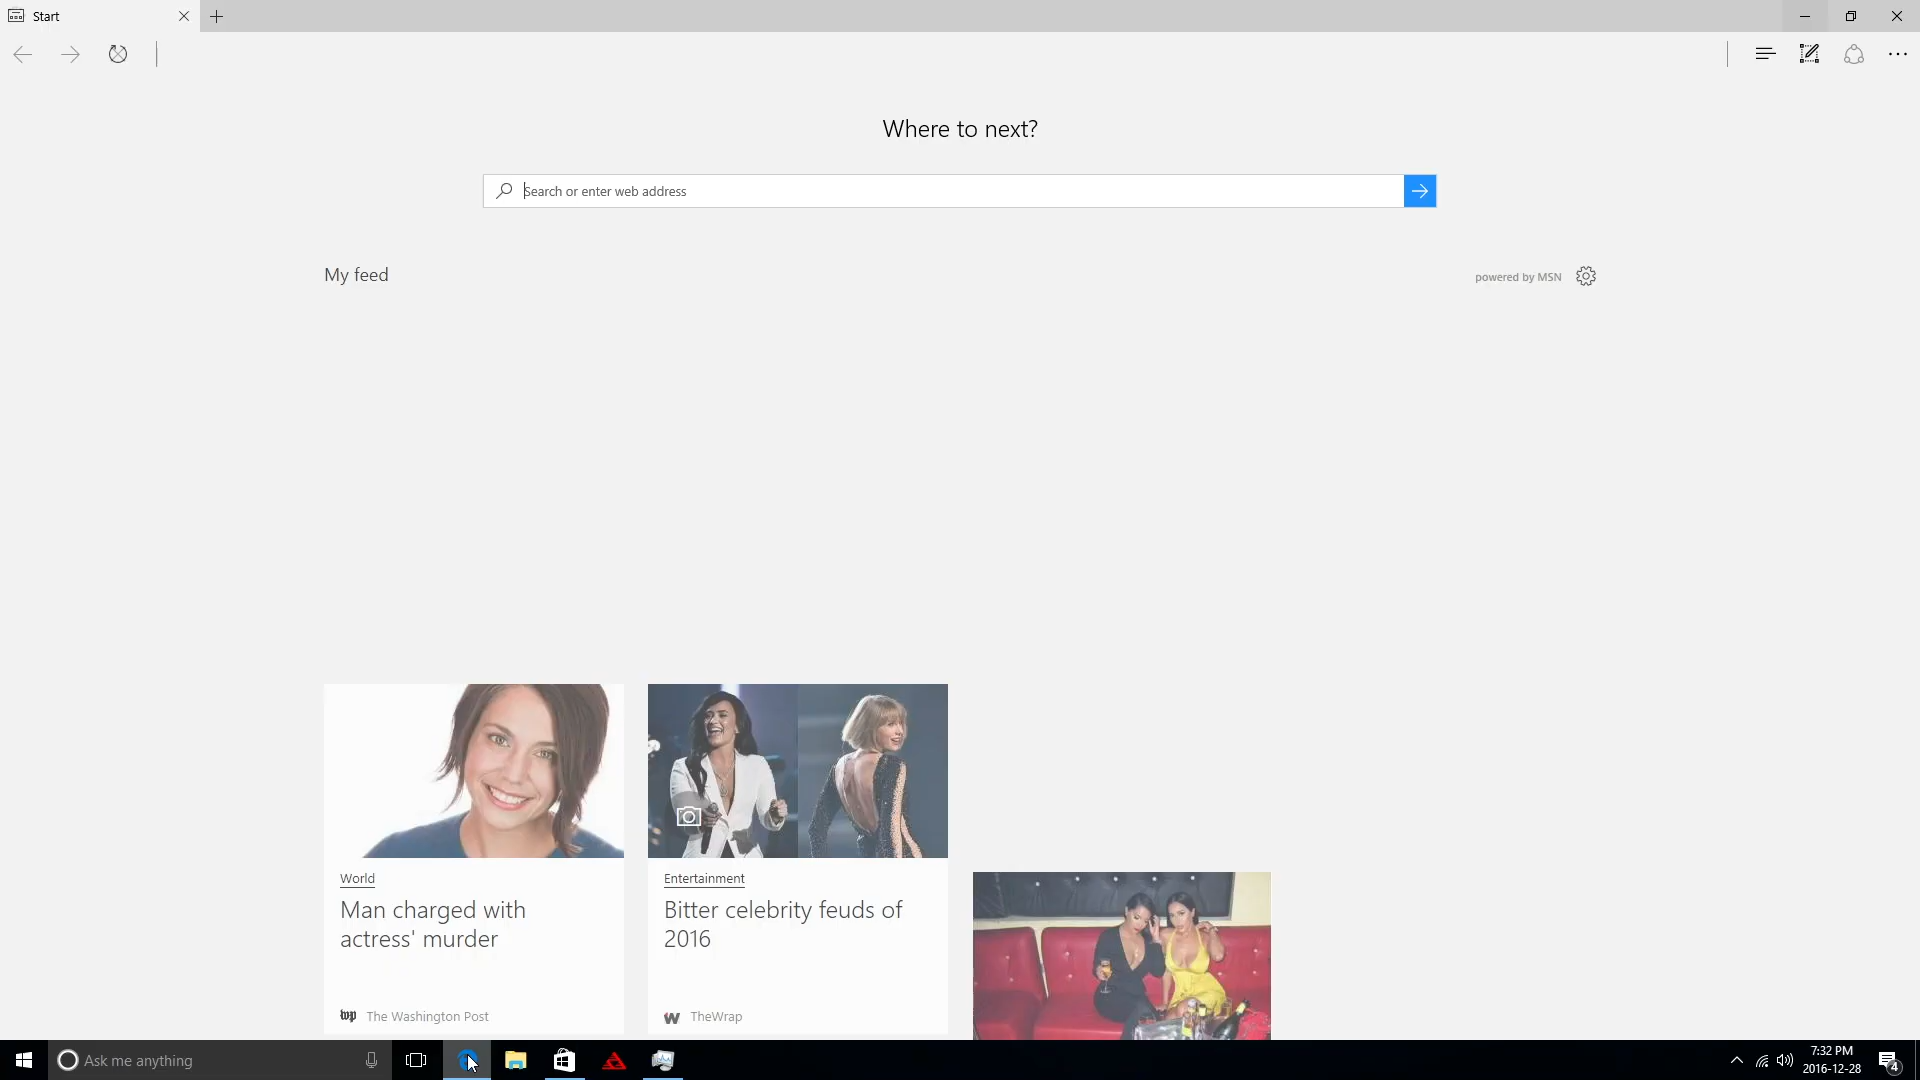 Start
Where to next?
Search or enter web address
My feed
powered by MSN
World
Man charged with
actress' murder
wp The Washington Post
Entertainment
Bitter celebrity feuds of
2016
W TheWrap
Ask me anything
7:32 PM
2016-12-28
4